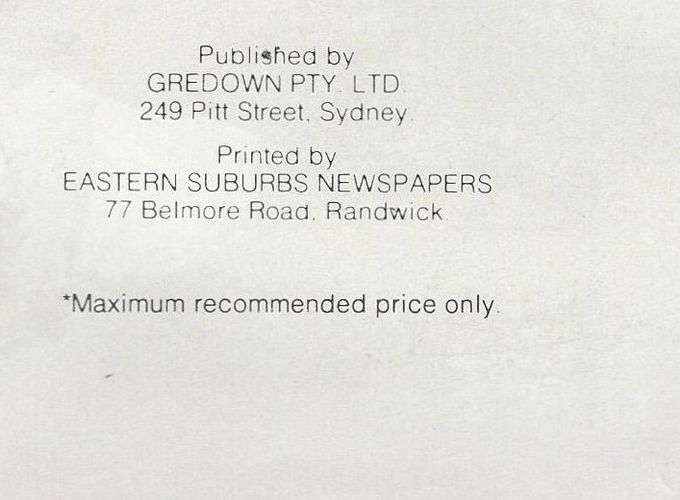 Published by
GREDOWN PTY. LTD.
249 Pitt Street, Sydney.
Printed by
EASTERN SUBURBS NEWSPAPERS
77 Belmore Road, Randwick.
*Maximum recommended price only.